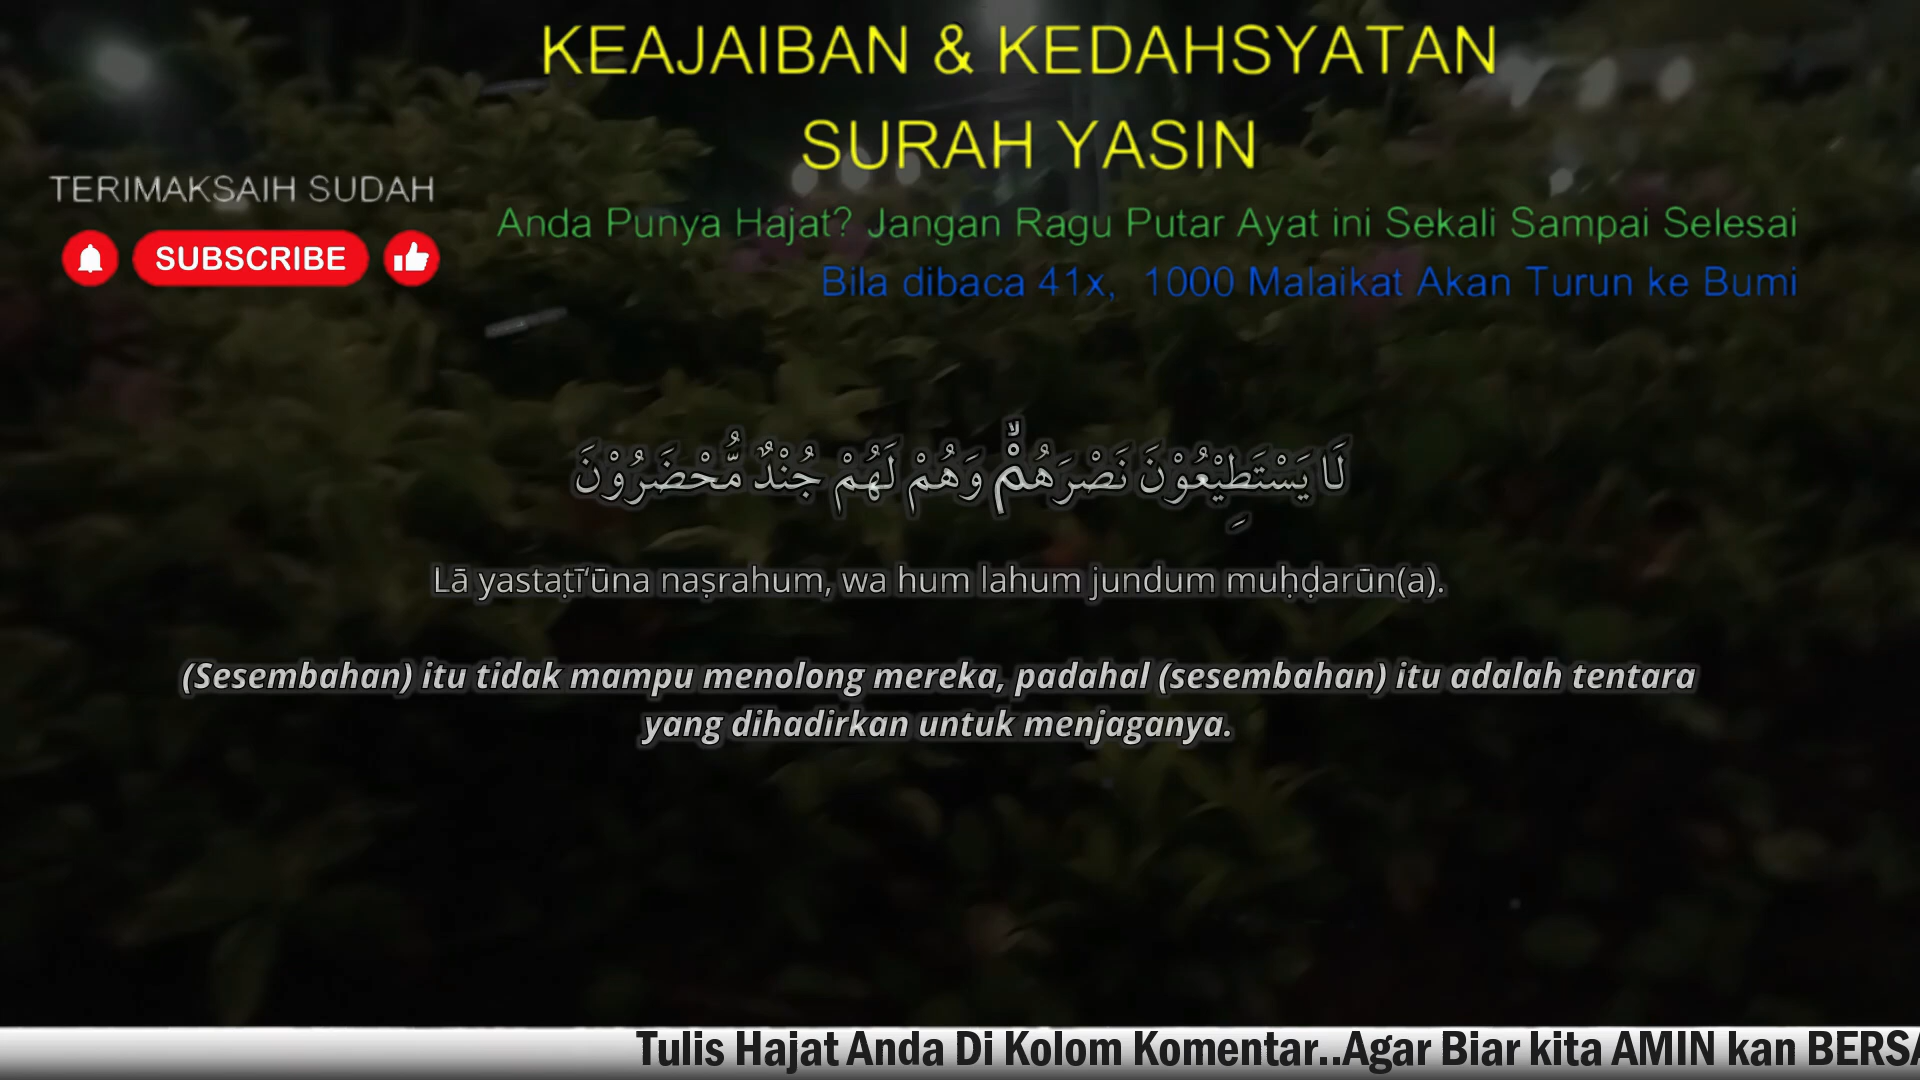 KEAJAIBAN & KEDAHSYATAN
SURAH YASIN
TERIMAKSAIH SUDAH
SUBSCRIBE
Anda Punya Hajat? Jangan Ragu Putar Ayat ini Sekali Sampai Selesai
Bila dibaca 41x, 1000 Malaikat Akan Turun ke Bumi
لَا يَسْتَطِيْعُوْنَ نَصْرَهُمْۙ وَهُمْ لَهُمْ جُنْدٌ مُّحْضَرُوْنَ
Lā yastaṭī‘ūna naṣrahum, wa hum lahum jundum muḥḍarūn(a).
(Sesembahan) itu tidak mampu menolong mereka, padahal (sesembahan) itu adalah tentara
yang dihadirkan untuk menjaganya.
Tulis Hajat Anda Di Kolom Komentar..Agar Biar kita AMIN kan BERSA